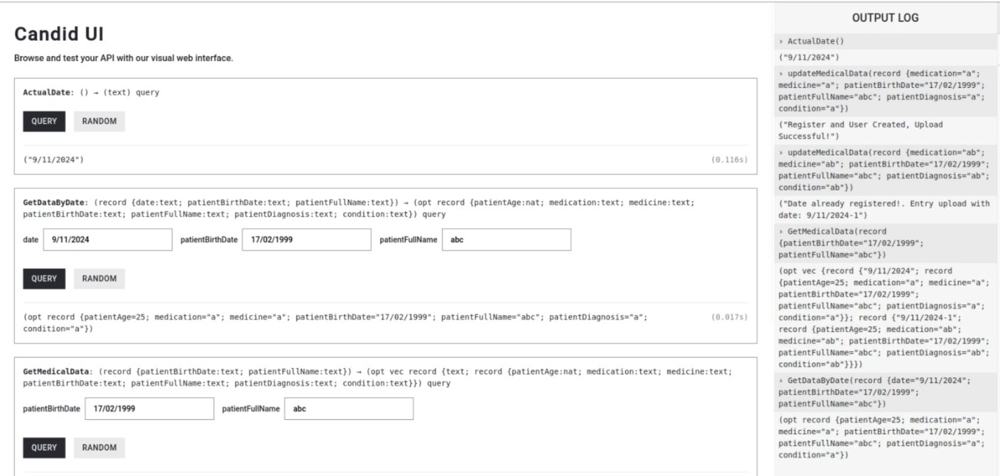 Candid UI
Browse and test your API with our visual web interface.
ActualDate: () → (text) query
QUERY RANDOM
("9/11/2024") (0.116s)
GetDataByDate: (record {date:text; patientBirthDate:text; patientFullName:text}) → (opt record {patientAge:nat; medication:text; medicine:text;
patientBirthDate:text; patientFullName:text; patientDiagnosis:text; condition:text}) query
date 9/11/2024 patientBirthDate 17/02/1999 patientFullName abc
QUERY RANDOM
(opt record {patientAge=25; medication="a"; medicine="a"; patientBirthDate="17/02/1999"; patientFullName="abc"; patientDiagnosis="a"; (0.017s)
condition="a"})
GetMedicalData: (record {patientBirthDate:text; patientFullName:text}) → (opt vec record {text; record {patientAge:nat; medication:text; medicine:text;
patientBirthDate:text; patientFullName:text; patientDiagnosis:text; condition:text}}) query
patientBirthDate 17/02/1999 patientFullName abc
QUERY RANDOM
OUTPUT LOG
› ActualDate()
("9/11/2024")
› updateMedicalData(record {medication="a";
medicine="a"; patientBirthDate="17/02/1999";
patientFullName="abc"; patientDiagnosis="a";
condition="a"})
("Register and User Created, Upload
Successful!")
› updateMedicalData(record {medication="ab";
medicine="ab"; patientBirthDate="17/02/1999";
patientFullName="abc"; patientDiagnosis="ab";
condition="ab"})
("Date already registered!. Entry upload with
date: 9/11/2024-1")
› GetMedicalData(record
{patientBirthDate="17/02/1999";
patientFullName="abc"})
(opt vec {record {"9/11/2024"; record
{patientAge=25; medication="a"; medicine="a";
patientBirthDate="17/02/1999";
patientFullName="abc"; patientDiagnosis="a";
condition="a"}}; record {"9/11/2024-1";
record {patientAge=25; medication="ab";
medicine="ab"; patientBirthDate="17/02/1999";
patientFullName="abc"; patientDiagnosis="ab";
condition="ab"}}})
› GetDataByDate(record {date="9/11/2024";
patientBirthDate="17/02/1999";
patientFullName="abc"})
(opt record {patientAge=25; medication="a";
medicine="a"; patientBirthDate="17/02/1999";
patientFullName="abc"; patientDiagnosis="a";
condition="a"})